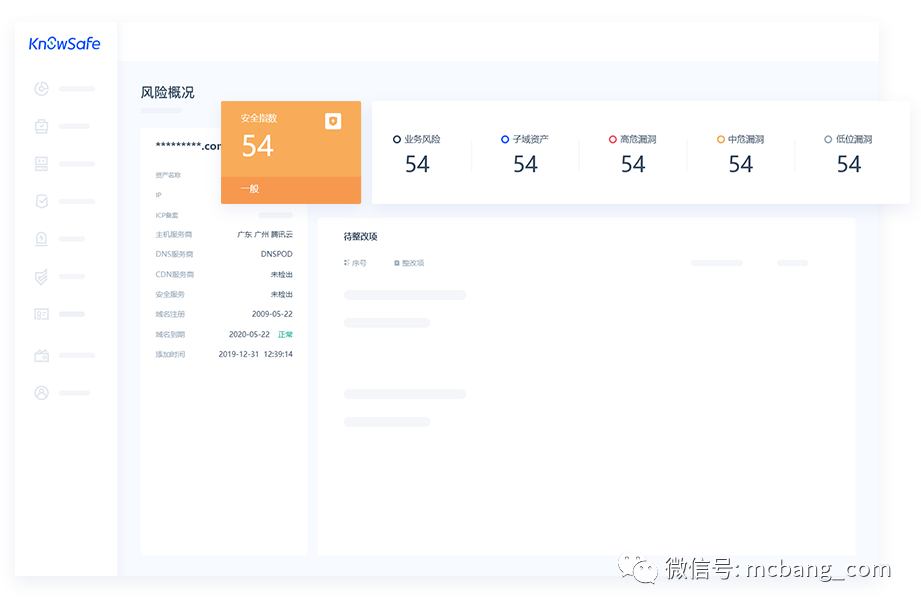 KnowSafe
风险概况
安全指数
54
一般
业务风险
54
子域资产
54
高危漏洞
54
中危漏洞
54
低位漏洞
54
*********.com
资产名称
IP
ICP备案
主机服务商 广东 广州 腾讯云
DNS服务商 DNSPOD
CDN服务商 未检出
安全服务 未检出
域名注册 2009-05-22
域名到期 2020-05-22 正常
添加时间 2019-12-31 12:39:14
待整改项
序号 整改项
微信号: mcbang_com